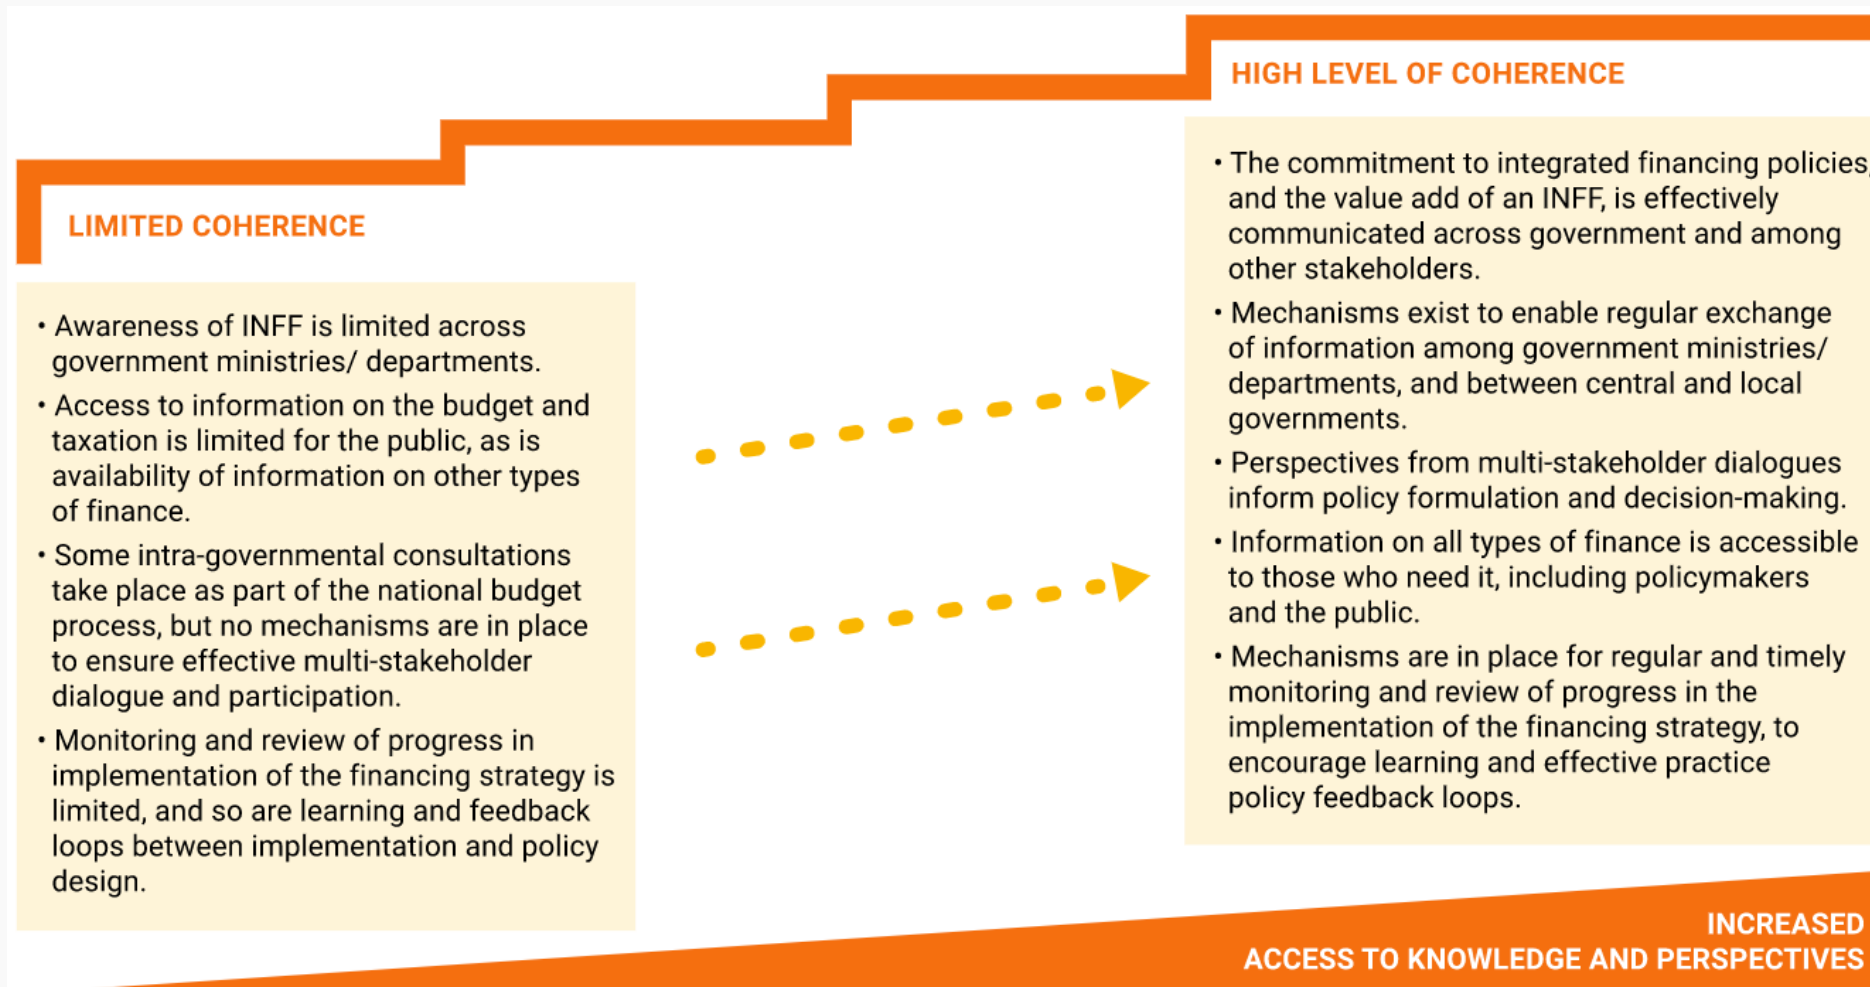 HIGH LEVEL OF COHERENCE
LIMITED COHERENCE
• Awareness of INFF is limited across
government ministries/ departments.
• Access to information on the budget and
taxation is limited for the public, as is
availability of information on other types
of finance.
• Some intra-governmental consultations
take place as part of the national budget
process, but no mechanisms are in place
to ensure effective multi-stakeholder
dialogue and participation.
• Monitoring and review of progress in
implementation of the financing strategy is
limited, and so are learning and feedback
loops between implementation and policy
design.
• The commitment to integrated financing policies,
and the value add of an INFF, is effectively
communicated across government and among
other stakeholders.
• Mechanisms exist to enable regular exchange
of information among government ministries/
departments, and between central and local
governments.
• Perspectives from multi-stakeholder dialogues
inform policy formulation and decision-making.
• Information on all types of finance is accessible
to those who need it, including policymakers
and the public.
• Mechanisms are in place for regular and timely
monitoring and review of progress in the
implementation of the financing strategy, to
encourage learning and effective practice
policy feedback loops.
INCREASED
ACCESS TO KNOWLEDGE AND PERSPECTIVES